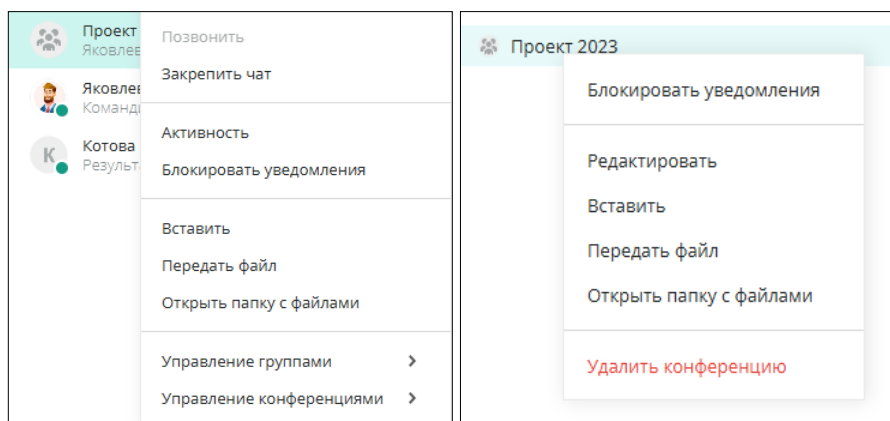 Проект
Яковлев
Яковлев
Команд
Котова
К
Результ
Позвонить
Закрепить чат
Активность
Блокировать уведомления
Вставить
Передать файл
Открыть папку с файлами
Управление группами
Управление конференциями
Проект 2023
Блокировать уведомления
Редактировать
Вставить
Передать файл
Открыть папку с файлами
Удалить конференцию